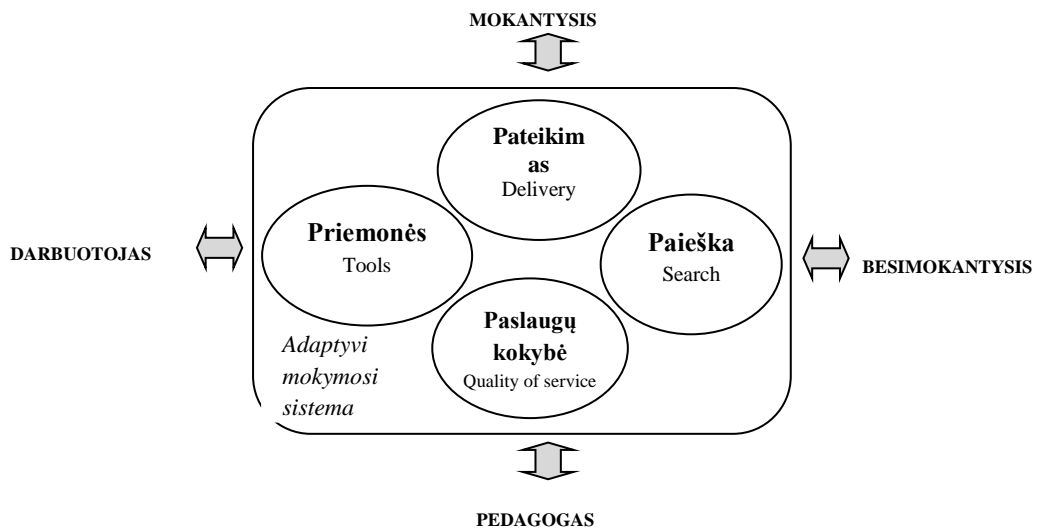 MOKANTYSIS
Pateikim
as
Delivery
Priemonės
Tools
Paieška
Search
DARBUOTOJAS
BESIMOKANTYSIS
Paslaugų
kokybė
Quality of service
Adaptyvi
mokymosi
sistema
PEDAGOGAS